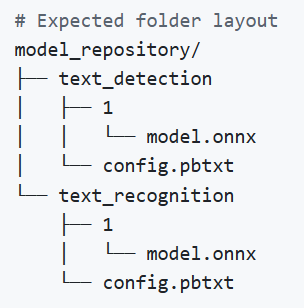 # Expected folder layout
model_repository/
├── text_detection
│   ├── 1
│   │   └── model.onnx
│   └── config.pbtxt
└── text_recognition
    ├── 1
    │   └── model.onnx
    └── config.pbtxt